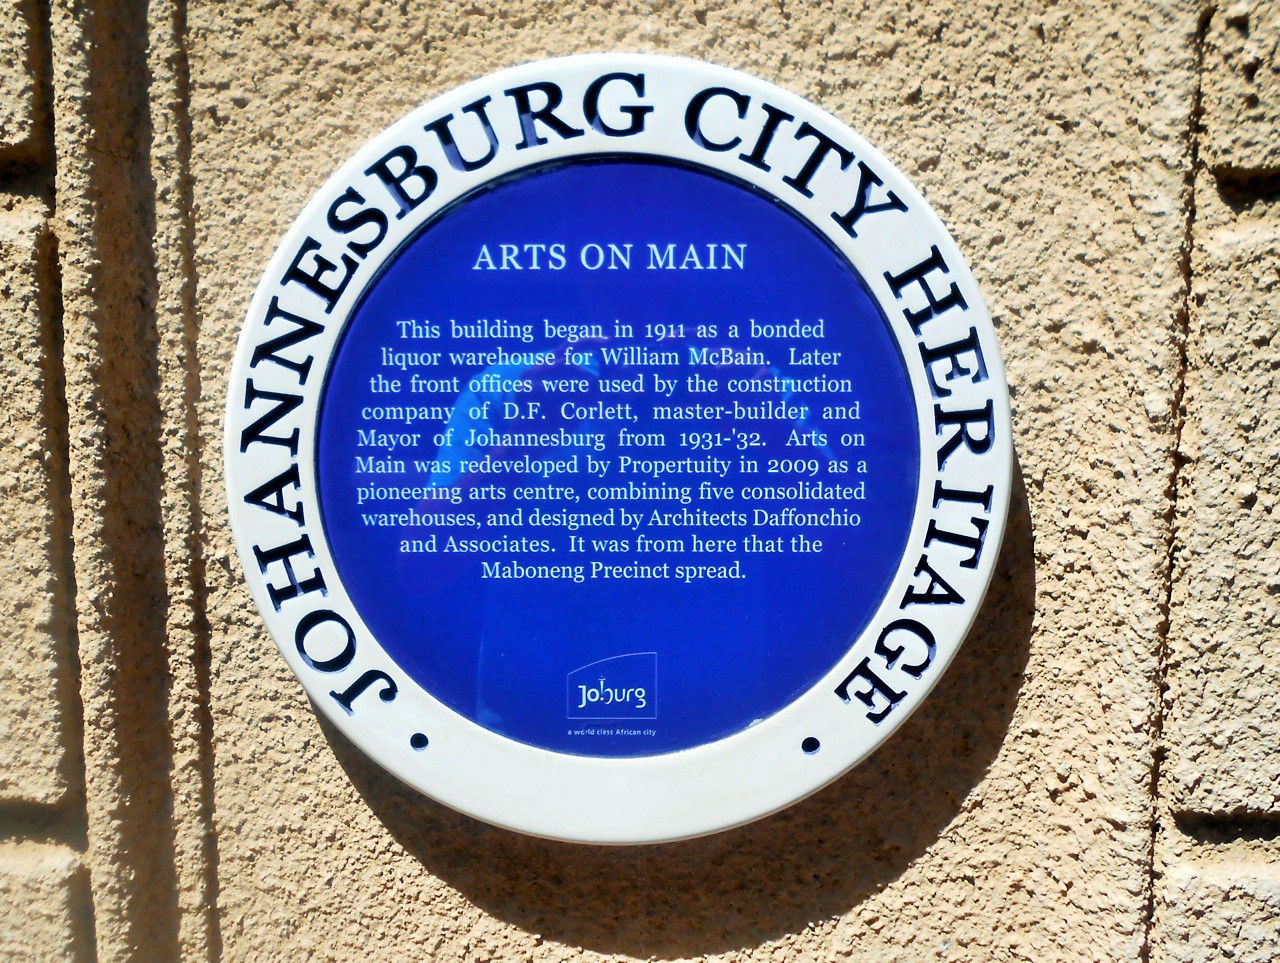 JOHANNESBURG CITY HERITAGE
ARTS ON MAIN
This building began in 1911 as a bonded
liquor warehouse for William McBain. Later
the front offices were used by the construction
company of D.F. Corlett, master-builder and
Mayor of Johannesburg from 1931-'32. Arts on
Main was redeveloped by Propertuity in 2009 as a
pioneering arts centre, combining five consolidated
warehouses, and designed by Architects Daffonchio
and Associates. It was from here that the
Maboneng Precinct spread.
Jo!burg
a world class African city